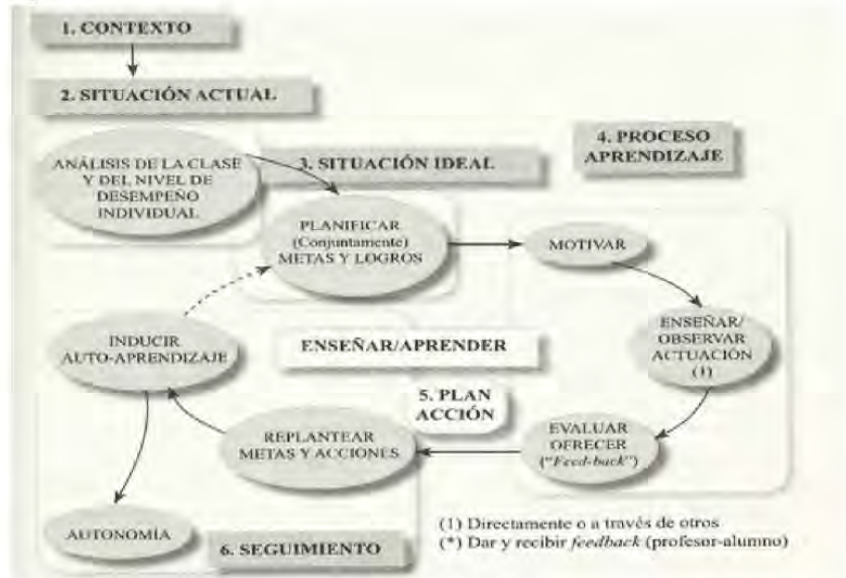 1. CONTEXTO
2. SITUACIÓN ACTUAL
ANÁLISIS DE LA CLASE
Y DEL NIVEL DE
DESEMPEÑO
INDIVIDUAL
3. SITUACIÓN IDEAL
4. PROCESO
APRENDIZAJE
PLANIFICAR
(Conjuntamente)
METAS Y LOGROS
MOTIVAR
ENSEÑAR/
OBSERVAR
ACTUACIÓN
(1)
INDUCIR
AUTO-APRENDIZAJE
ENSEÑAR/APRENDER
5. PLAN
ACCIÓN
EVALUAR
OFRECER
("Feed-back")
REPLANTEAR
METAS Y ACCIONES
AUTONOMÍA
6. SEGUIMIENTO
(1) Directamente o a través de otros
(*) Dar y recibir feedback (profesor-alumno)